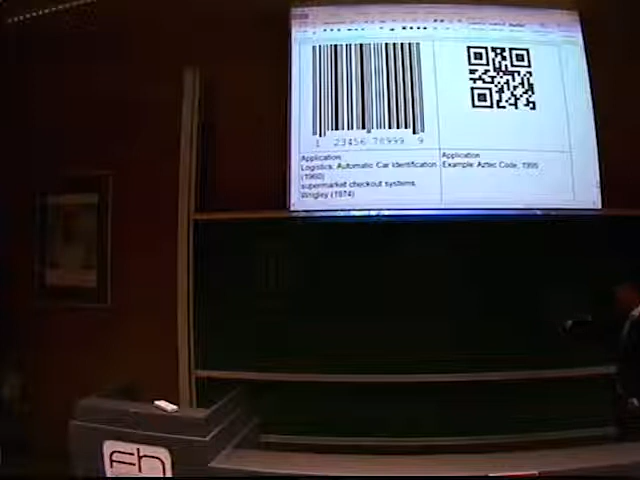 1 23456 78999 9
Application
Logistics: Automatic Car Identification
(1960)
supermarket checkout systems,
Wrigley (1974)
Application
Example: Aztec Code, 1995
Fh